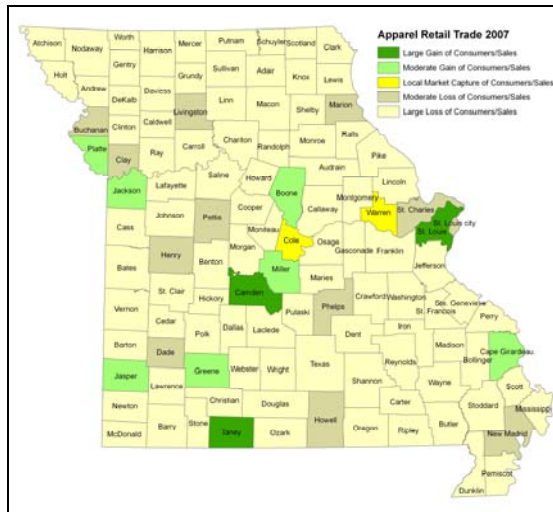 Apparel Retail Trade 2007
Large Gain of Consumers/Sales
Moderate Gain of Consumers/Sales
Local Market Capture of Consumers/Sales
Moderate Loss of Consumers/Sales
Large Loss of Consumers/Sales
Atchison Nodaway Worth Harrison Mercer Putnam Schuyler Scotland Clark
Holt Andrew Gentry Daviess Grundy Sullivan Adair Knox Lewis
DeKalb Livingston Linn Macon Shelby Marion
Buchanan Clinton Caldwell Ralls
Platte Clay Ray Carroll Chariton Randolph Monroe Pike
Jackson Lafayette Saline Howard Boone Audrain Lincoln
Johnson Pettis Cooper Callaway Montgomery Warren St. Charles
Cass Moniteau Cole Osage Gasconade Franklin St. Louis St. Louis city
Bates Henry Benton Morgan Miller Maries Jefferson
St. Clair Hickory Camden Pulaski Phelps Crawford Washington St. Francois Ste. Genevieve
Vernon Cedar Polk Dallas Laclede Dent Iron Madison Perry
Barton Dade Greene Webster Wright Texas Reynolds Bollinger Cape Girardeau
Jasper Lawrence Shannon Wayne Scott
Newton Christian Douglas Howell Carter Stoddard Mississippi
McDonald Barry Stone Taney Ozark Oregon Ripley Butler New Madrid
Dunklin Pemiscot